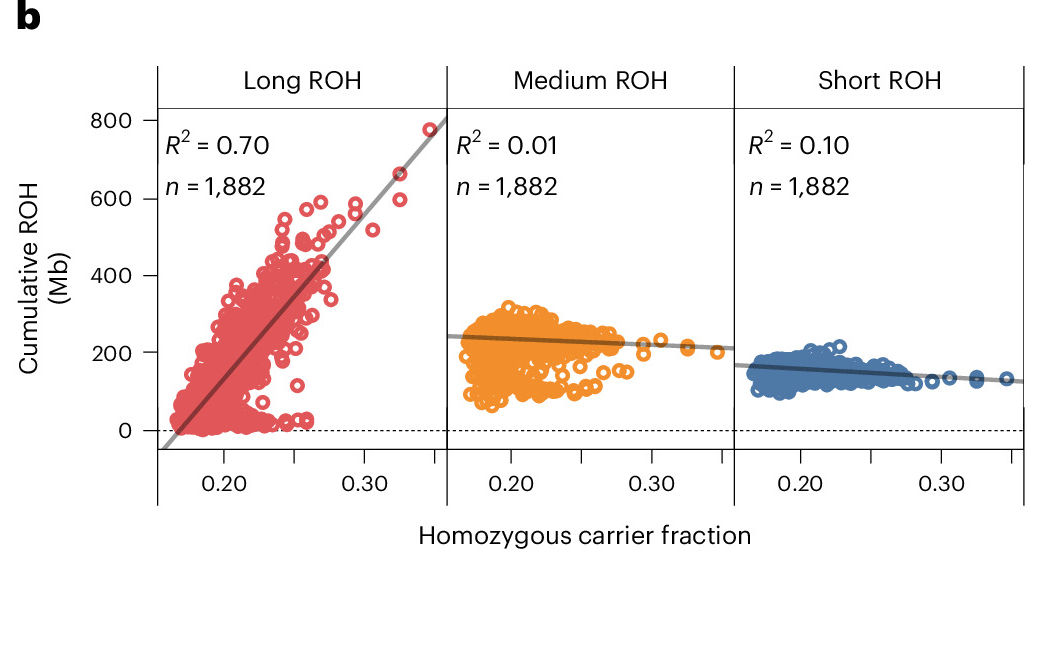 b
Long ROH
Medium ROH
Short ROH
R² = 0.70
n = 1,882
R² = 0.01
n = 1,882
R² = 0.10
n = 1,882
Cumulative ROH
(Mb)
800
600
400
200
0
0.20 0.30
0.20 0.30
0.20 0.30
Homozygous carrier fraction